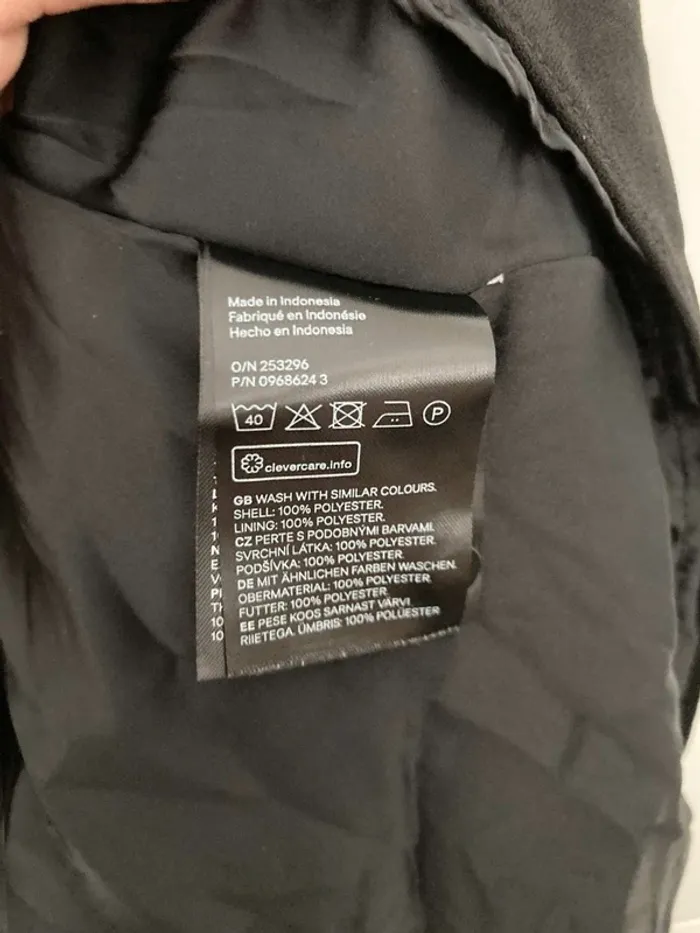 Made in Indonesia
Fabriqué en Indonésie
Hecho en Indonesia
O/N 253296
P/N 0968624 3
40
P
clevercare.info
GB WASH WITH SIMILAR COLOURS.
SHELL: 100% POLYESTER.
LINING: 100% POLYESTER.
CZ PERTE S PODOBNÝMI BARVAMI.
SVRCHNÍ LÁTKA: 100% POLYESTER.
PODŠÍVKA: 100% POLYESTER.
DE MIT ÄHNLICHEN FARBEN WASCHEN.
OBERMATERIAL: 100% POLYESTER.
FUTTER: 100% POLYESTER.
EE PESE KOOS SARNAST VÄRVI
RIIETEGA. ÜMBRIS: 100% POLÜESTER